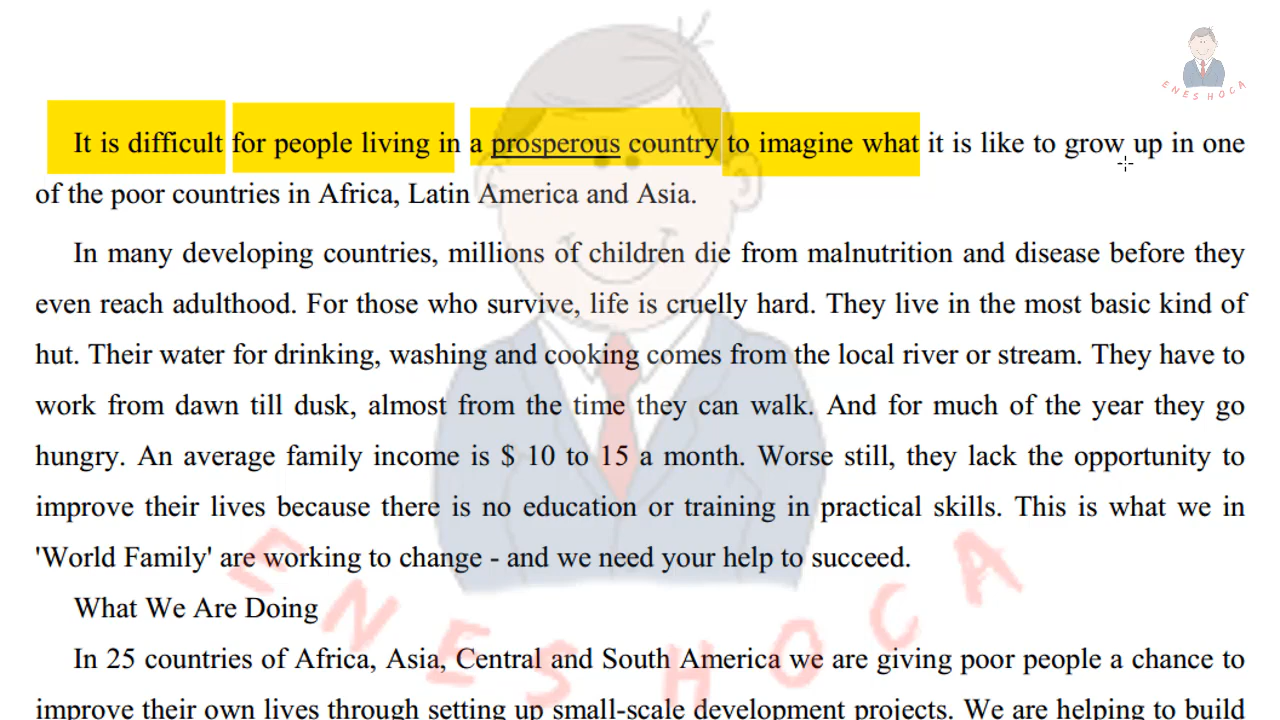 ENES HOCA
It is difficult for people living in a prosperous country to imagine what it is like to grow up in one
of the poor countries in Africa, Latin America and Asia.
In many developing countries, millions of children die from malnutrition and disease before they
even reach adulthood. For those who survive, life is cruelly hard. They live in the most basic kind of
hut. Their water for drinking, washing and cooking comes from the local river or stream. They have to
work from dawn till dusk, almost from the time they can walk. And for much of the year they go
hungry. An average family income is $ 10 to 15 a month. Worse still, they lack the opportunity to
improve their lives because there is no education or training in practical skills. This is what we in
'World Family' are working to change - and we need your help to succeed.
What We Are Doing
In 25 countries of Africa, Asia, Central and South America we are giving poor people a chance to
improve their own lives through setting up small-scale development projects. We are helping to build
ENES HOCA